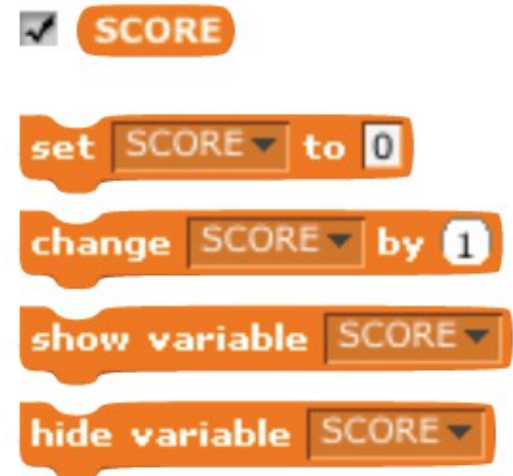 SCORE
set SCORE to 0
change SCORE by 1
show variable SCORE
hide variable SCORE